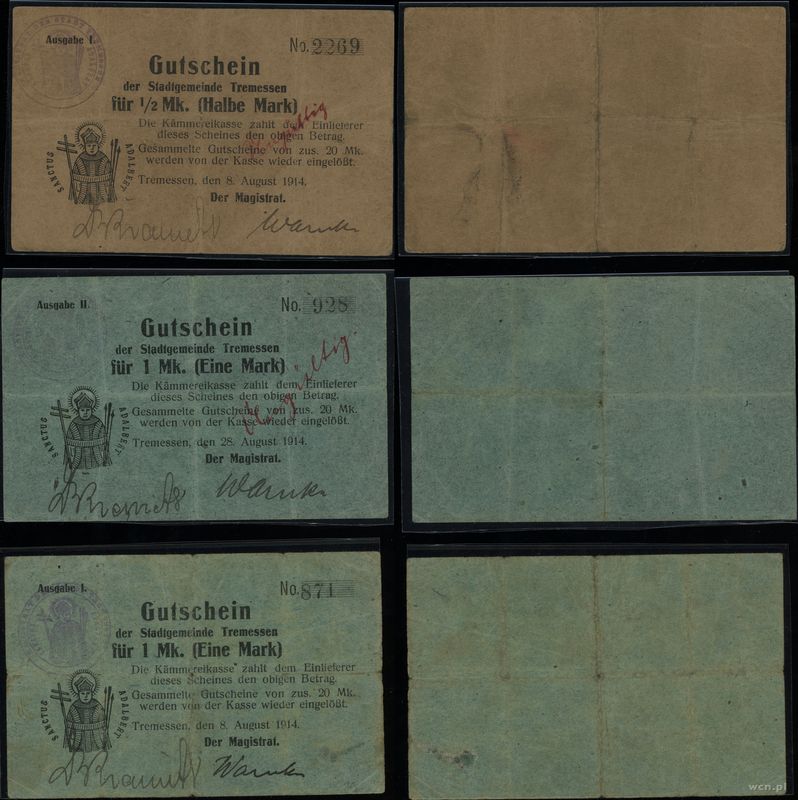 Ausgabe I.
No. 2269
Gutschein
der Stadtgemeinde Tremessen
für 1/2 Mk. (Halbe Mark)
Die Kämmereikasse zahlt dem Einlieferer
dieses Scheines den obigen Betrag.
Gesammelte Gutscheine von zus. 20 Mk.
werden von der Kasse wieder eingelößt.
Tremessen, den 8. August 1914.
Der Magistrat.
SANCTUS ADALBERT
Ungültig
Warnke
Ausgabe II.
No. 928
Gutschein
der Stadtgemeinde Tremessen
für 1 Mk. (Eine Mark)
Die Kämmereikasse zahlt dem Einlieferer
dieses Scheines den obigen Betrag.
Gesammelte Gutscheine von zus. 20 Mk.
werden von der Kasse wieder eingelößt.
Tremessen, den 28. August 1914.
Der Magistrat.
SANCTUS ADALBERT
Ungültig.
Warnke
Ausgabe I.
No. 871
Gutschein
der Stadtgemeinde Tremessen
für 1 Mk. (Eine Mark)
Die Kämmereikasse zahlt dem Einlieferer
dieses Scheines den obigen Betrag.
Gesammelte Gutscheine von zus. 20 Mk.
werden von der Kasse wieder eingelößt.
Tremessen, den 8. August 1914.
Der Magistrat.
SANCTUS ADALBERT
Warnke
wcn.pl